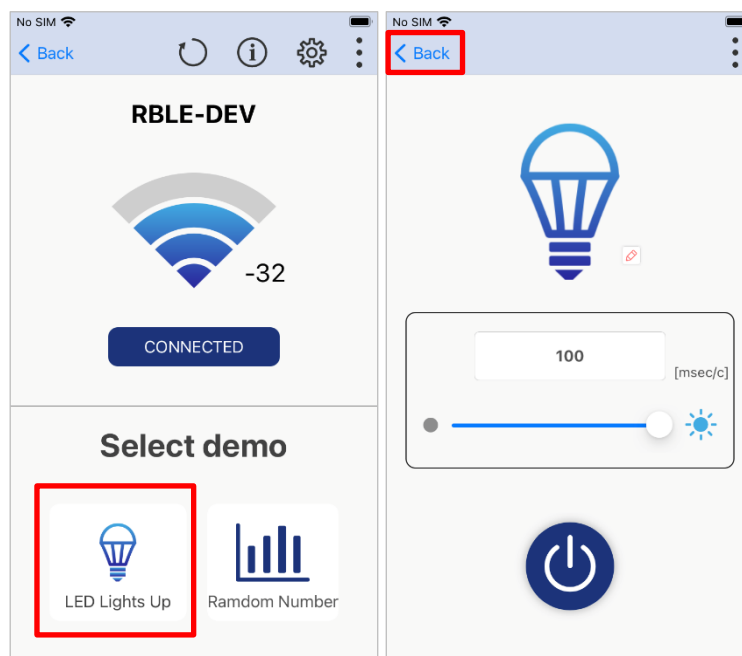 No SIM
Back
RBLE-DEV
-32
CONNECTED
Select demo
LED Lights Up
Ramdom Number
No SIM
Back
100
[msec/c]